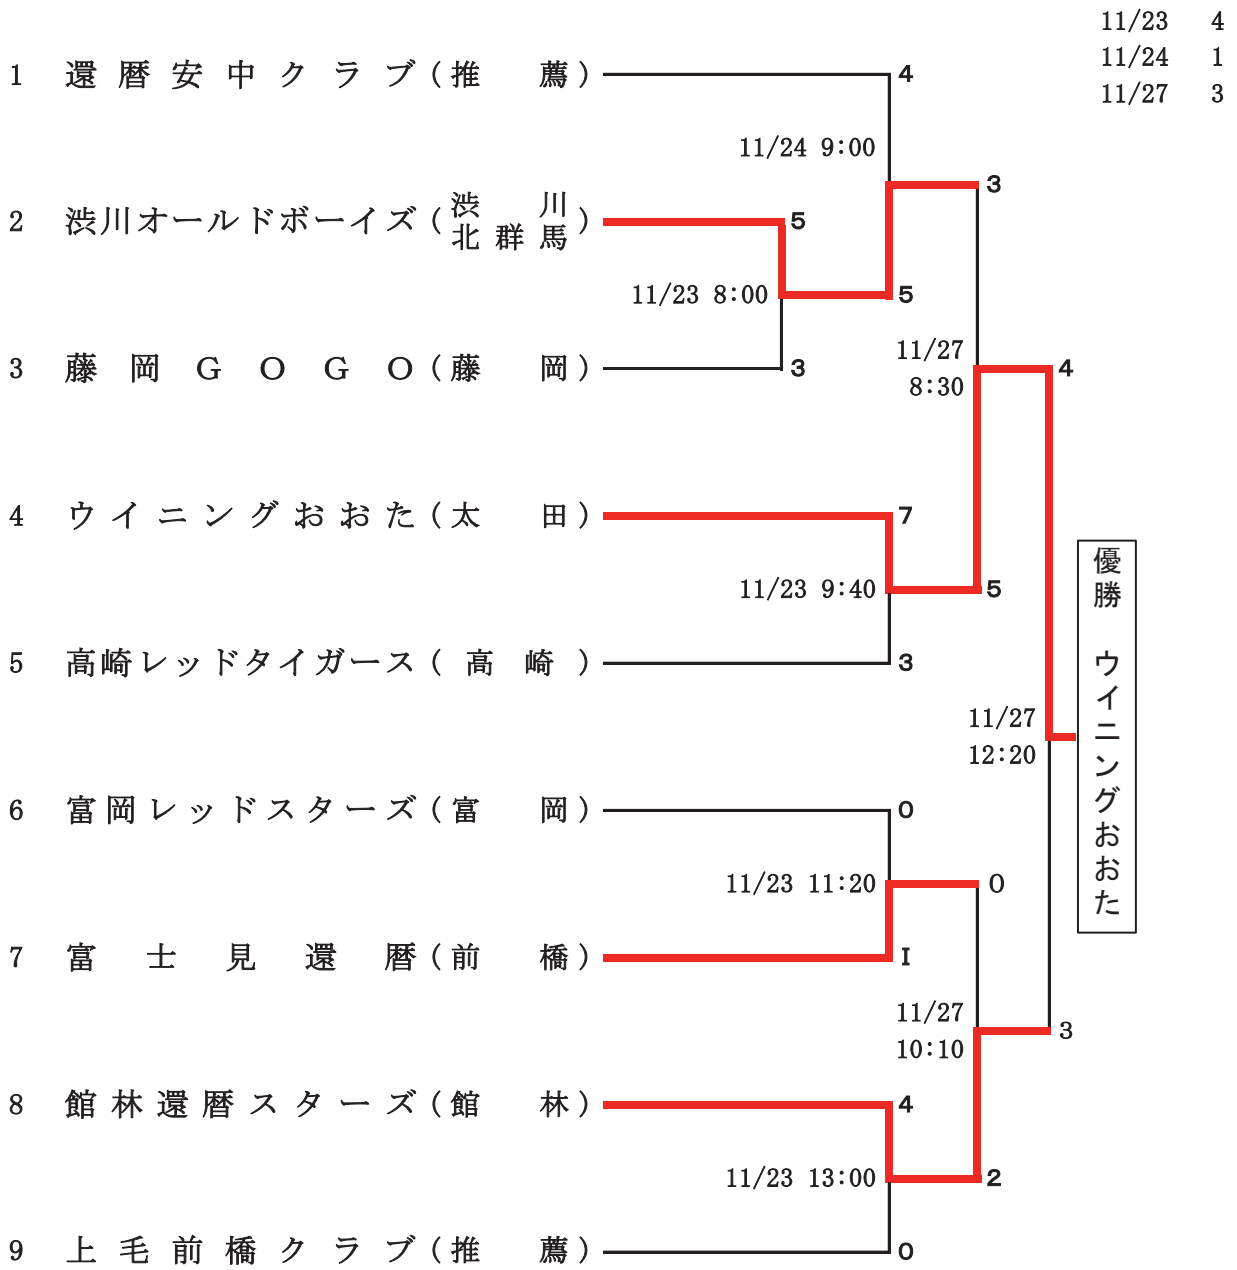 11/23 4
11/24 1
11/27 3
1 還暦安中クラブ(推薦) 4
11/24 9:00
3
2 渋川オールドボーイズ(渋川北群馬) 5
11/23 8:00 5
3 藤岡GOGO(藤岡) 3
11/27
8:30
4
4 ウイニングおおた(太田) 7
11/23 9:40 5
5 高崎レッドタイガース(高崎) 3
11/27
12:20
優勝 ウイニングおおた
6 富岡レッドスターズ(富岡) 0
11/23 11:20 0
7 富士見還暦(前橋) 1
11/27
10:10
3
8 館林還暦スターズ(館林) 4
11/23 13:00 2
9 上毛前橋クラブ(推薦) 0